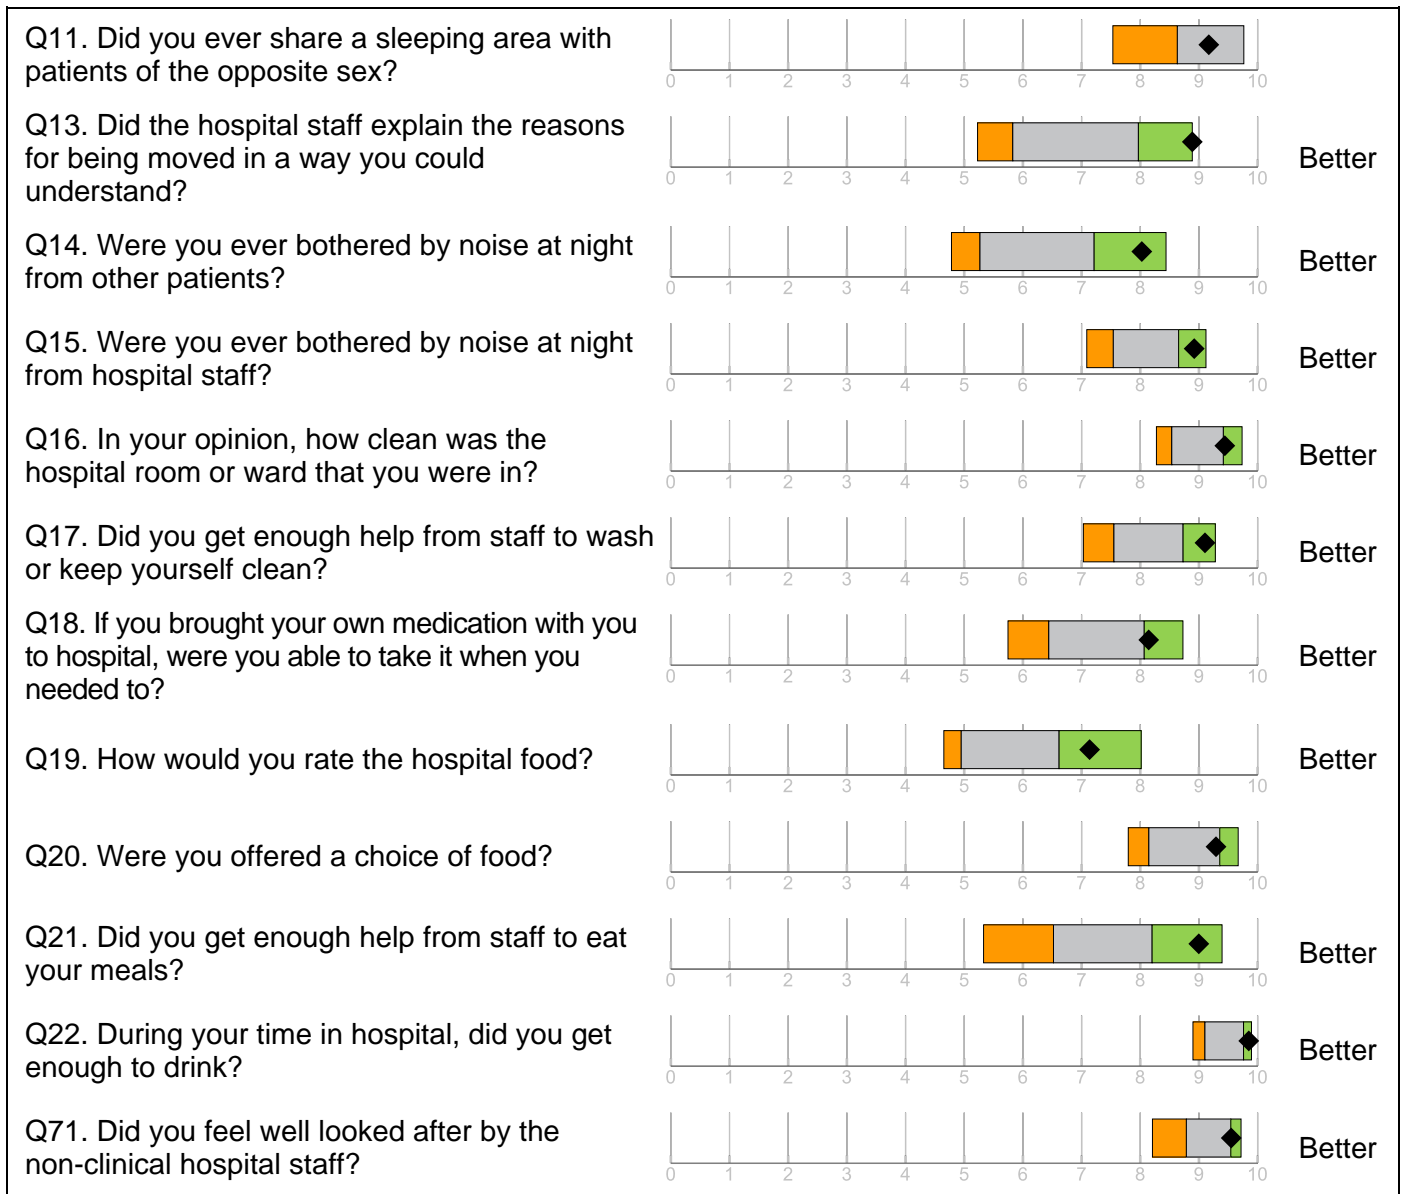 Q11. Did you ever share a sleeping area with
patients of the opposite sex?
0 1 2 3 4 5 6 7 8 9 10
Q13. Did the hospital staff explain the reasons
for being moved in a way you could
understand?
0 1 2 3 4 5 6 7 8 9 10
Better
Q14. Were you ever bothered by noise at night
from other patients?
0 1 2 3 4 5 6 7 8 9 10
Better
Q15. Were you ever bothered by noise at night
from hospital staff?
0 1 2 3 4 5 6 7 8 9 10
Better
Q16. In your opinion, how clean was the
hospital room or ward that you were in?
0 1 2 3 4 5 6 7 8 9 10
Better
Q17. Did you get enough help from staff to wash
or keep yourself clean?
0 1 2 3 4 5 6 7 8 9 10
Better
Q18. If you brought your own medication with you
to hospital, were you able to take it when you
needed to?
0 1 2 3 4 5 6 7 8 9 10
Better
Q19. How would you rate the hospital food?
0 1 2 3 4 5 6 7 8 9 10
Better
Q20. Were you offered a choice of food?
0 1 2 3 4 5 6 7 8 9 10
Q21. Did you get enough help from staff to eat
your meals?
0 1 2 3 4 5 6 7 8 9 10
Better
Q22. During your time in hospital, did you get
enough to drink?
0 1 2 3 4 5 6 7 8 9 10
Better
Q71. Did you feel well looked after by the
non-clinical hospital staff?
0 1 2 3 4 5 6 7 8 9 10
Better